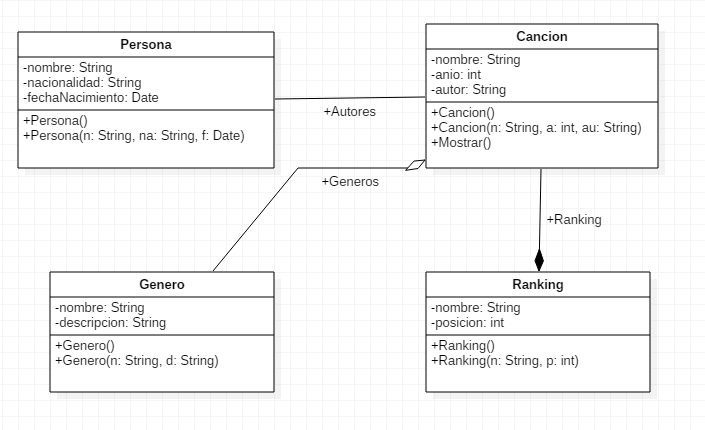 Persona
-nombre: String
-nacionalidad: String
-fechaNacimiento: Date
+Persona()
+Persona(n: String, na: String, f: Date)
Cancion
-nombre: String
-anio: int
-autor: String
+Cancion()
+Cancion(n: String, a: int, au: String)
+Mostrar()
+Autores
+Generos
+Ranking
Genero
-nombre: String
-descripcion: String
+Genero()
+Genero(n: String, d: String)
Ranking
-nombre: String
-posicion: int
+Ranking()
+Ranking(n: String, p: int)